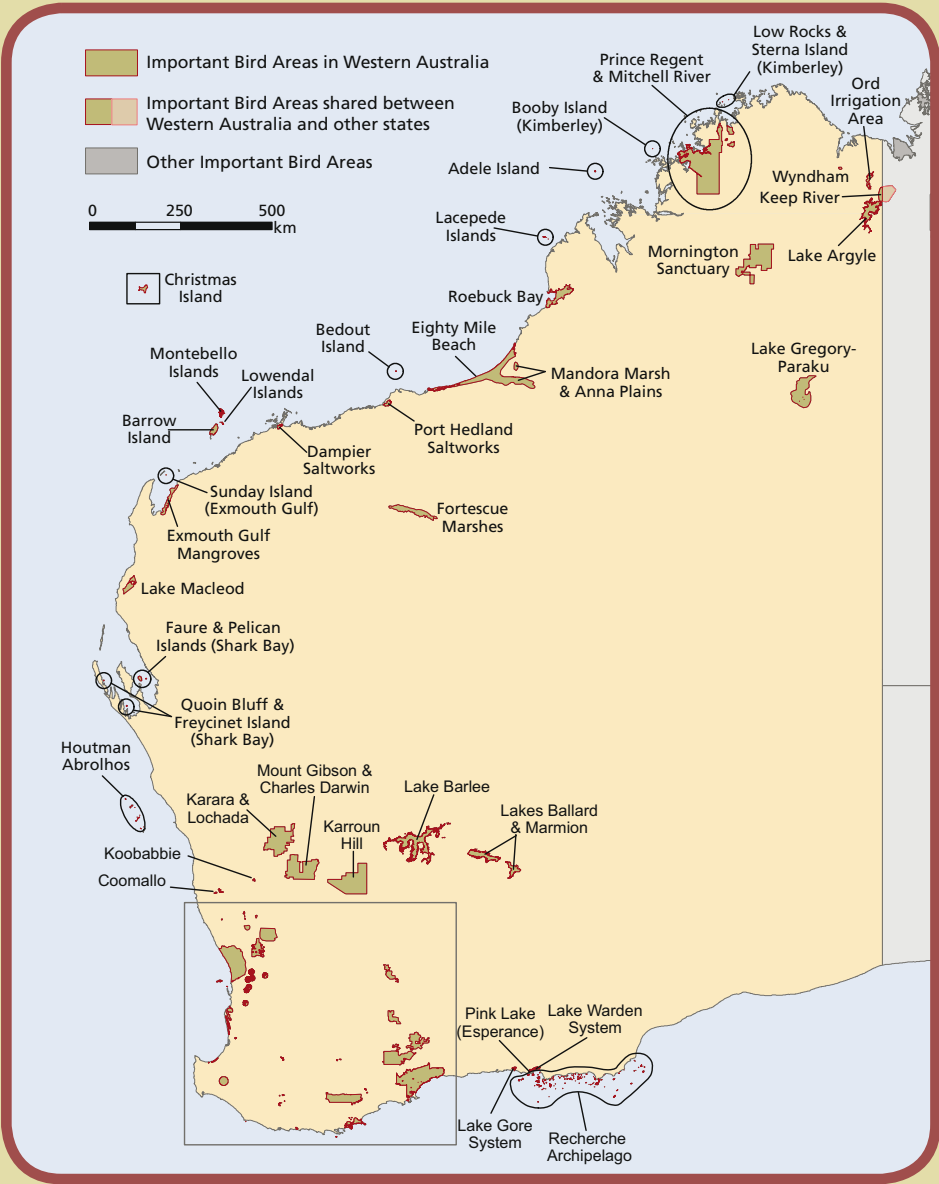 Important Bird Areas in Western Australia
Important Bird Areas shared between
Western Australia and other states
Other Important Bird Areas
0 250 500
km
Christmas
Island
Low Rocks &
Sterna Island
(Kimberley)
Prince Regent
& Mitchell River
Booby Island
(Kimberley)
Adele Island
Lacepede
Islands
Ord
Irrigation
Area
Wyndham
Keep River
Lake Argyle
Mornington
Sanctuary
Roebuck Bay
Bedout
Island
Eighty Mile
Beach
Mandora Marsh
& Anna Plains
Lake Gregory-
Paraku
Montebello
Islands
Lowendal
Islands
Barrow
Island
Port Hedland
Saltworks
Dampier
Saltworks
Sunday Island
(Exmouth Gulf)
Exmouth Gulf
Mangroves
Fortescue
Marshes
Lake Macleod
Faure & Pelican
Islands (Shark Bay)
Quoin Bluff &
Freycinet Island
(Shark Bay)
Houtman
Abrolhos
Mount Gibson &
Charles Darwin
Karara &
Lochada
Karroun
Hill
Lake Barlee
Lakes Ballard
& Marmion
Koobabbie
Coomallo
Pink Lake
(Esperance)
Lake Warden
System
Lake Gore
System
Recherche
Archipelago